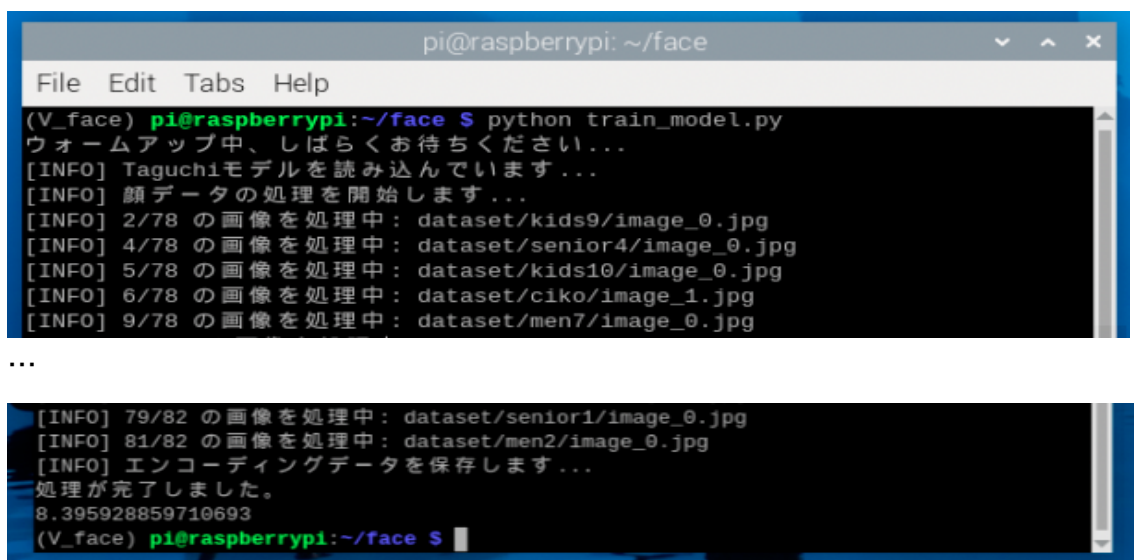 pi@raspberrypi: ~/face
File Edit Tabs Help
(V_face) pi@raspberrypi:~/face $ python train_model.py
ウォームアップ中、しばらくお待ちください...
[INFO] Taguchiモデルを読み込んでいます...
[INFO] 顔データの処理を開始します...
[INFO] 2/78 の画像を処理中: dataset/kids9/image_0.jpg
[INFO] 4/78 の画像を処理中: dataset/senior4/image_0.jpg
[INFO] 5/78 の画像を処理中: dataset/kids10/image_0.jpg
[INFO] 6/78 の画像を処理中: dataset/ciko/image_1.jpg
[INFO] 9/78 の画像を処理中: dataset/men7/image_0.jpg
...
[INFO] 79/82 の画像を処理中: dataset/senior1/image_0.jpg
[INFO] 81/82 の画像を処理中: dataset/men2/image_0.jpg
[INFO] エンコーディングデータを保存します...
処理が完了しました。
8.395928859710693
(V_face) pi@raspberrypi:~/face $